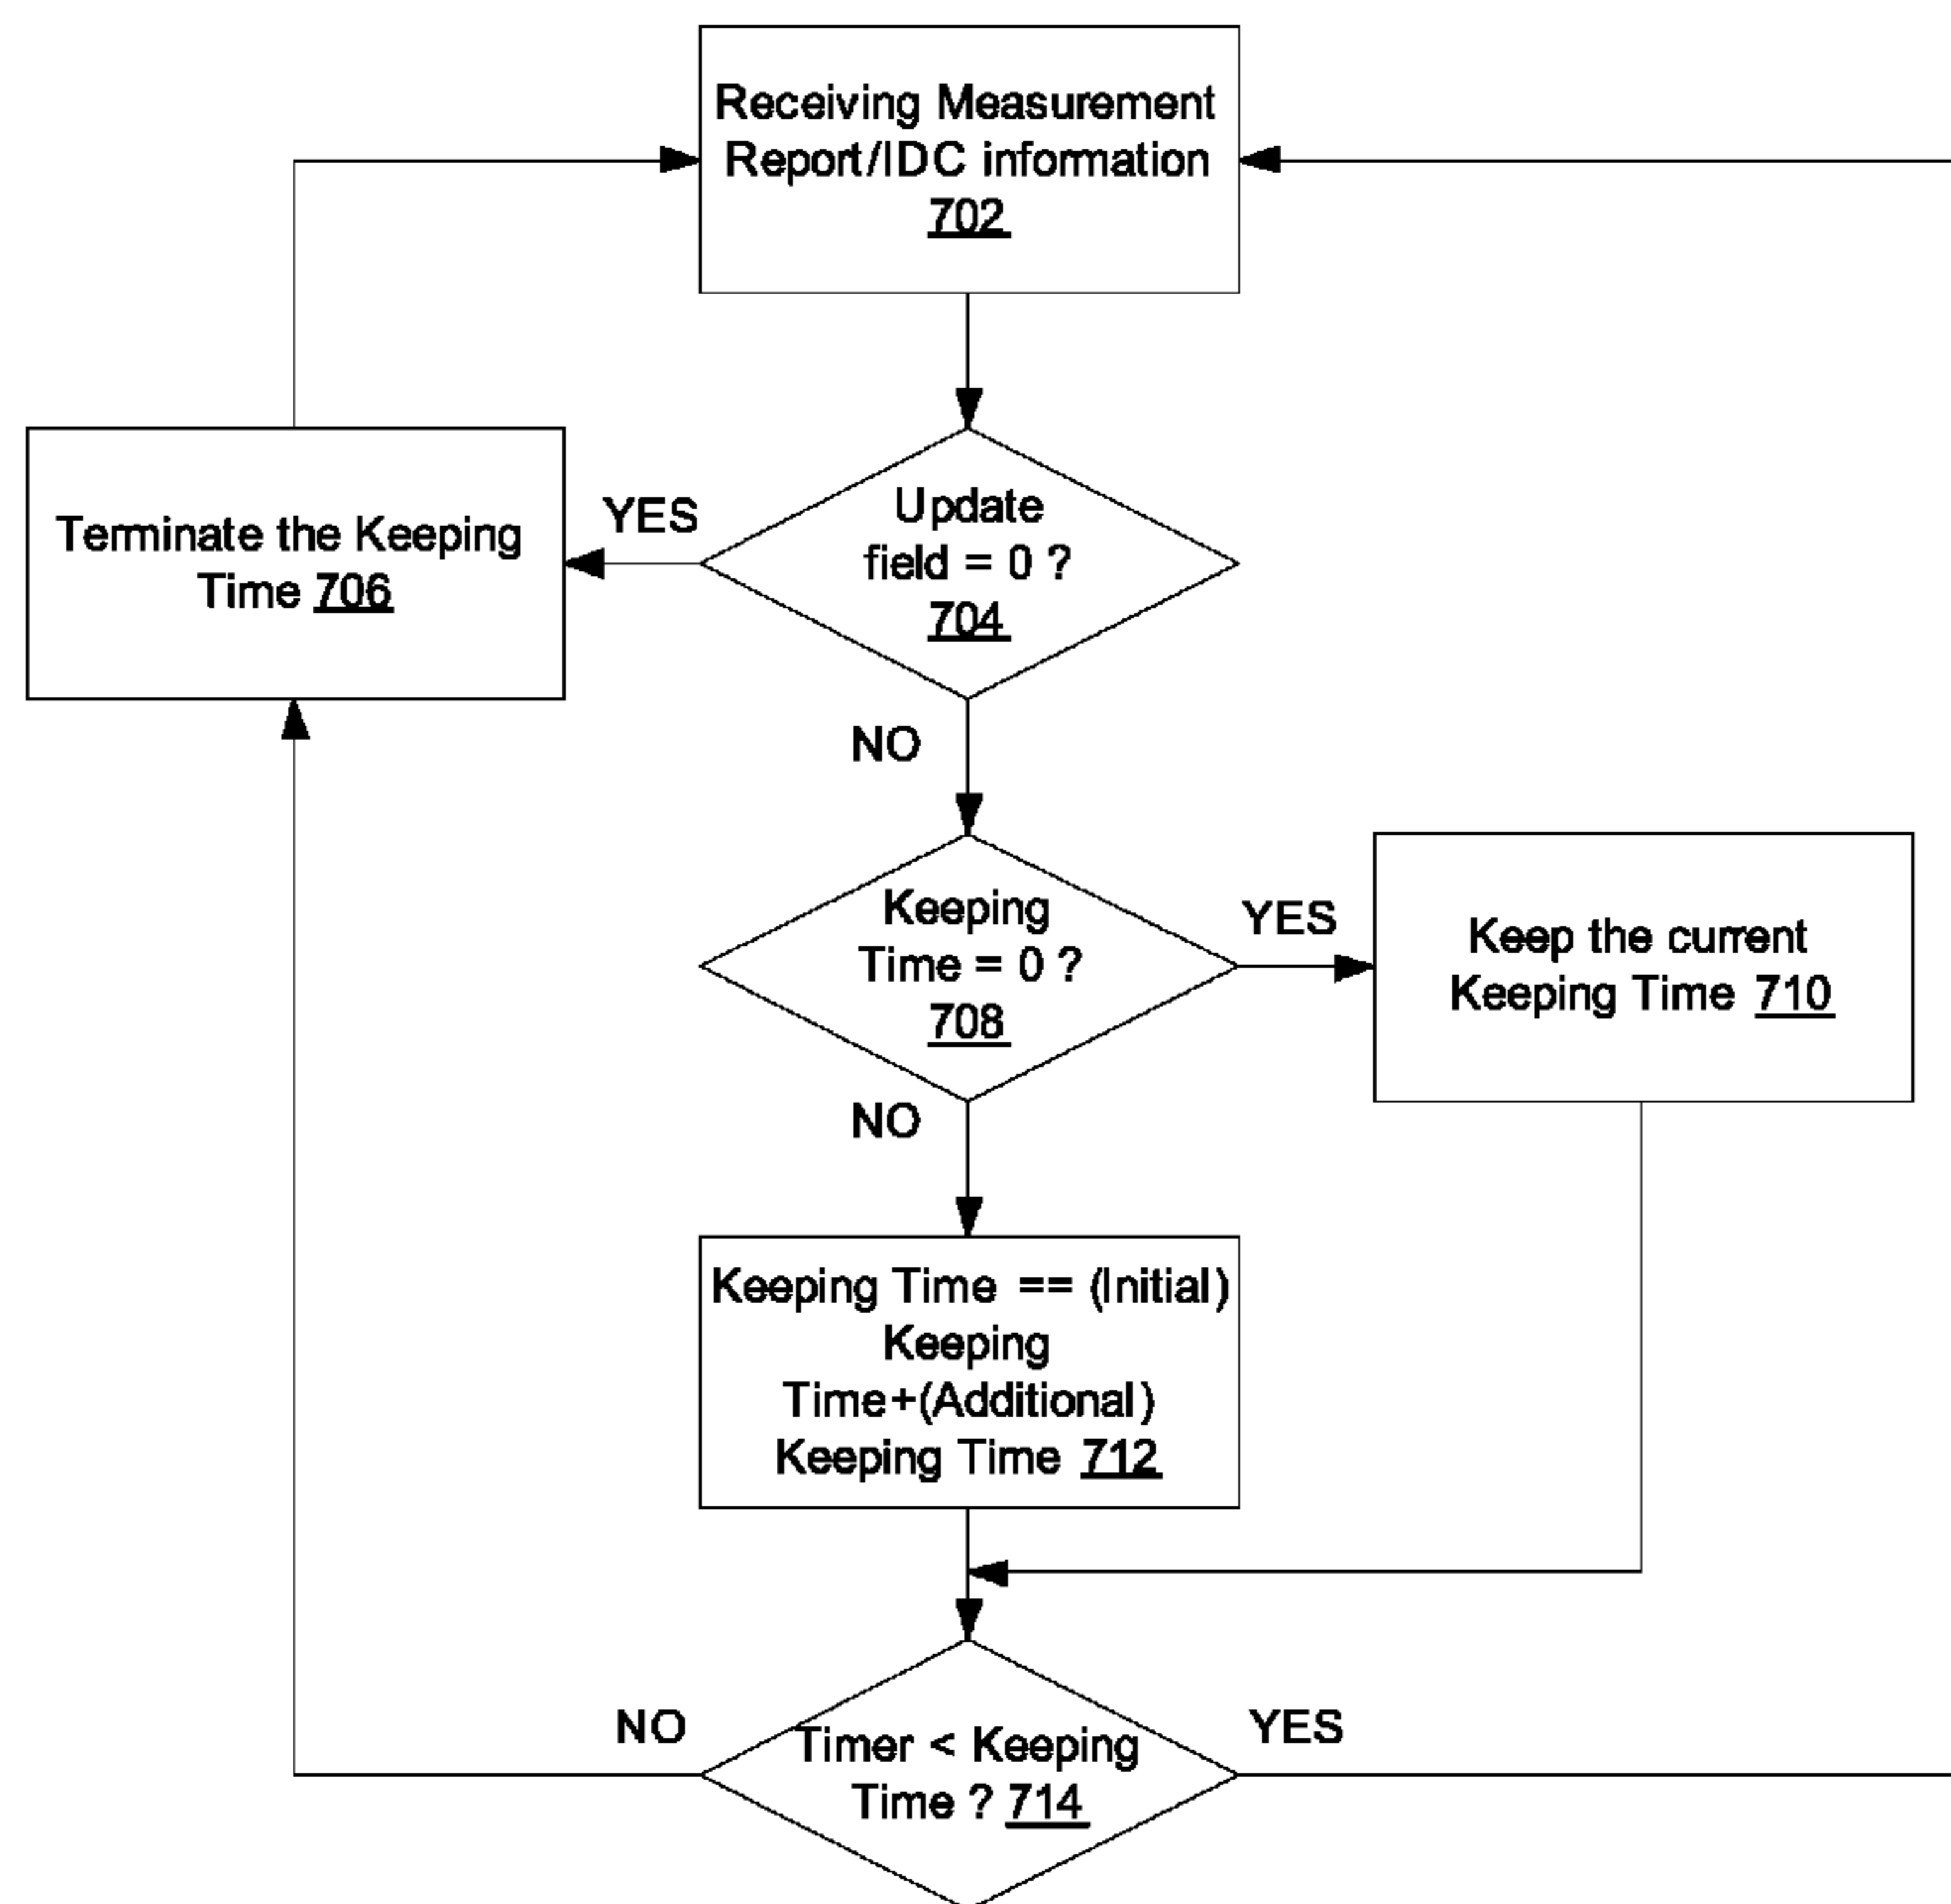 Receiving Measurement
Report/IDC information
702
Update
field = 0 ?
704
YES
Terminate the Keeping
Time 706
NO
Keeping
Time = 0 ?
708
YES
Keep the current
Keeping Time 710
NO
Keeping Time == (Initial)
Keeping
Time+(Additional)
Keeping Time 712
NO
Timer < Keeping
Time ? 714
YES